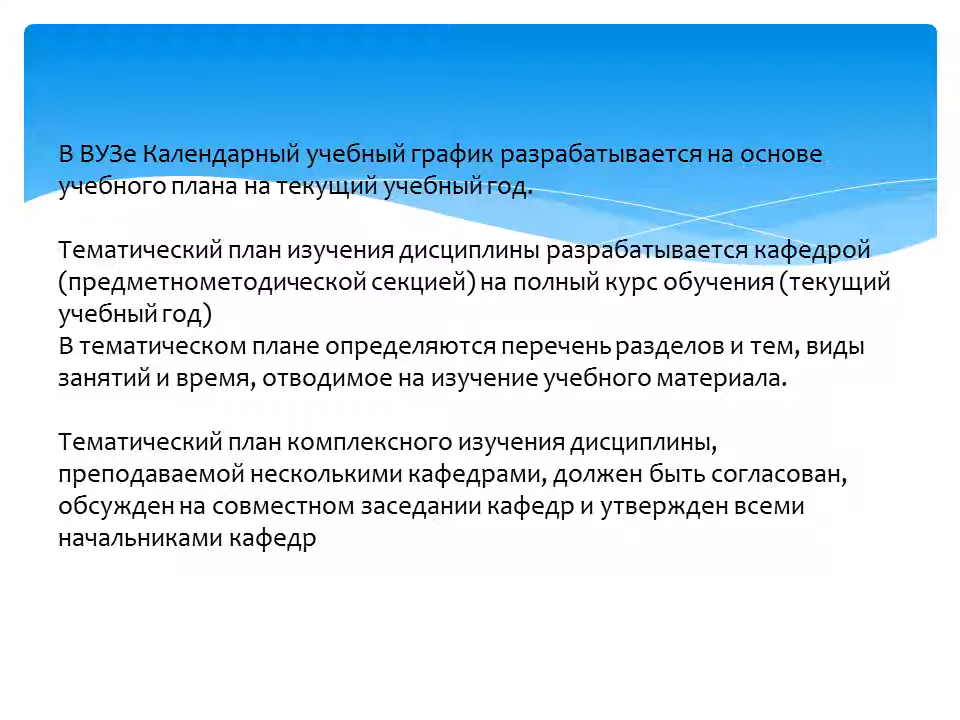 В ВУЗе Календарный учебный график разрабатывается на основе
учебного плана на текущий учебный год.
Тематический план изучения дисциплины разрабатывается кафедрой
(предметнометодической секцией) на полный курс обучения (текущий
учебный год)
В тематическом плане определяются перечень разделов и тем, виды
занятий и время, отводимое на изучение учебного материала.
Тематический план комплексного изучения дисциплины,
преподаваемой несколькими кафедрами, должен быть согласован,
обсужден на совместном заседании кафедр и утвержден всеми
начальниками кафедр